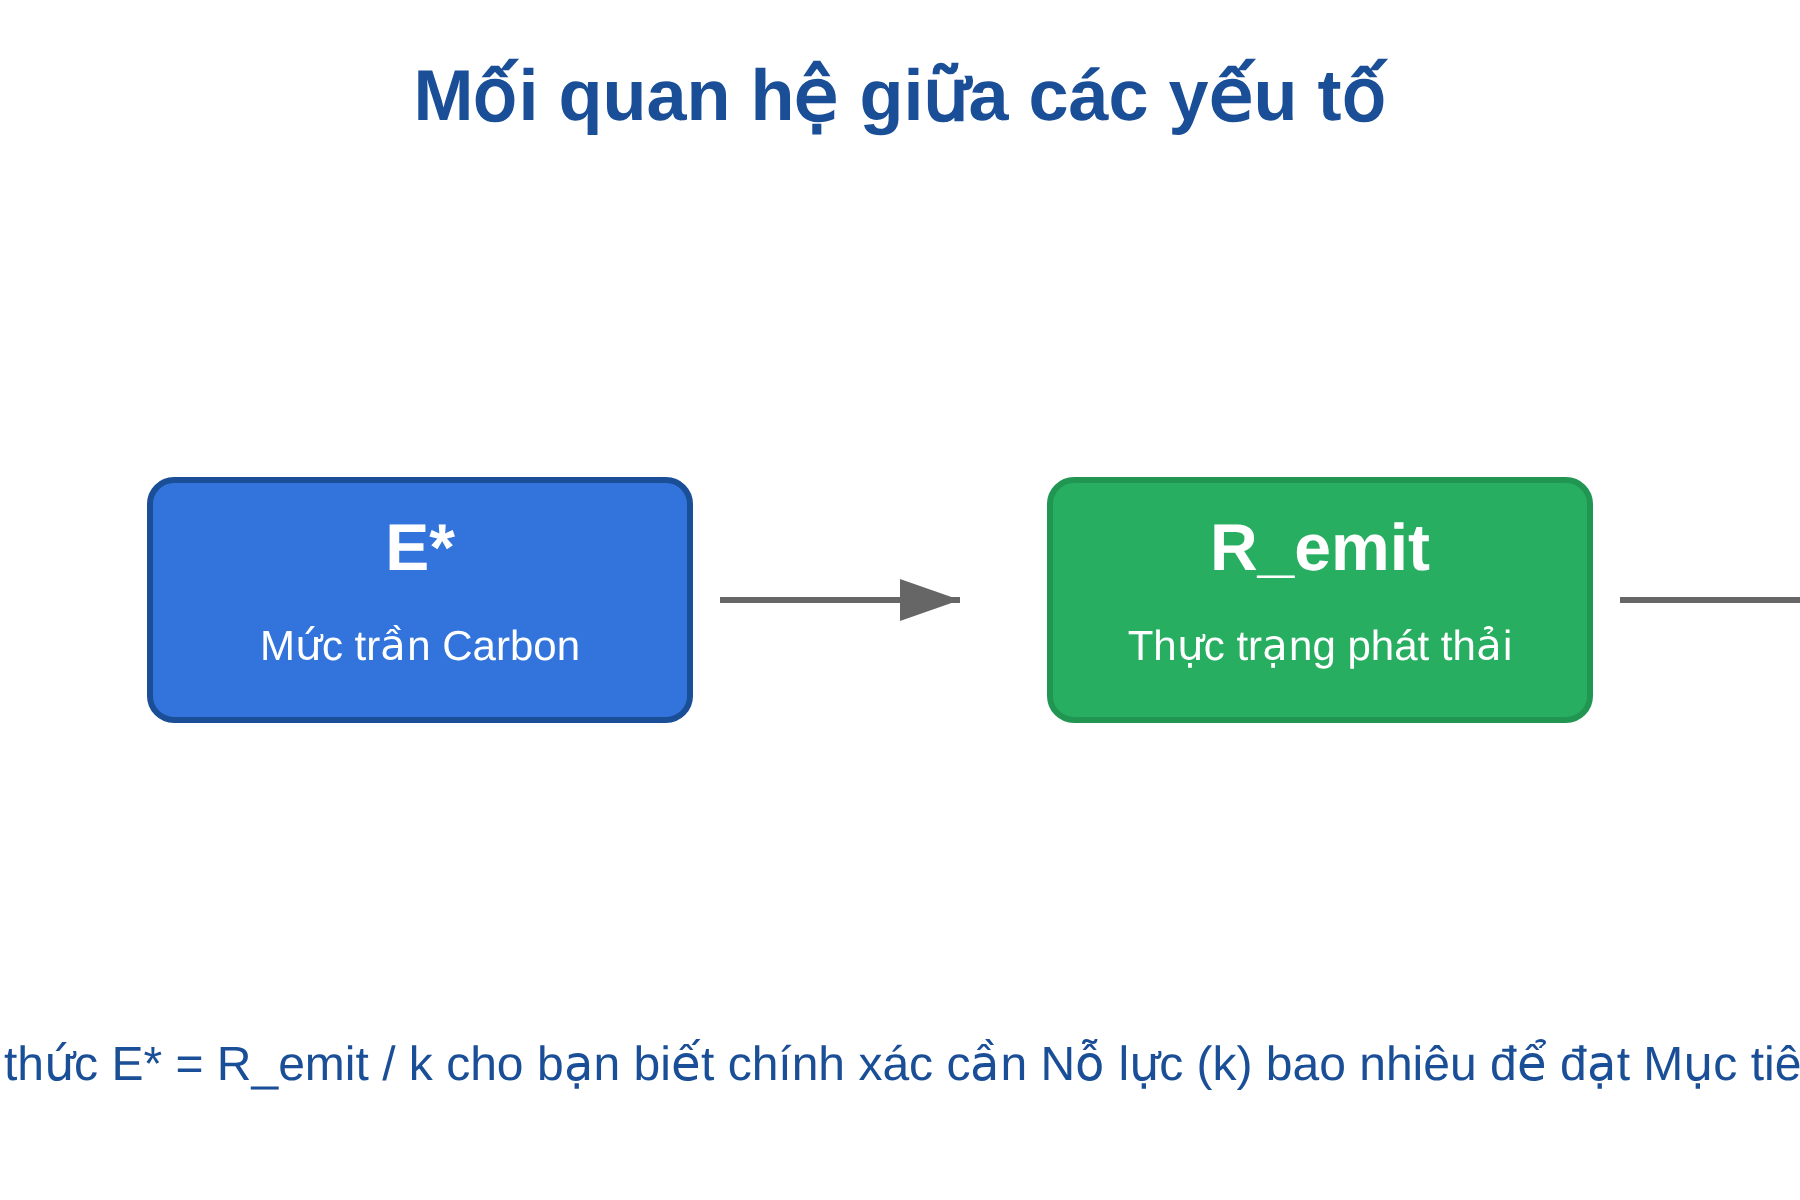 Mối quan hệ giữa các yếu tố
E*
Mức trần Carbon
R_emit
Thực trạng phát thải
thức E* = R_emit / k cho bạn biết chính xác cần Nỗ lực (k) bao nhiêu để đạt Mục tiê